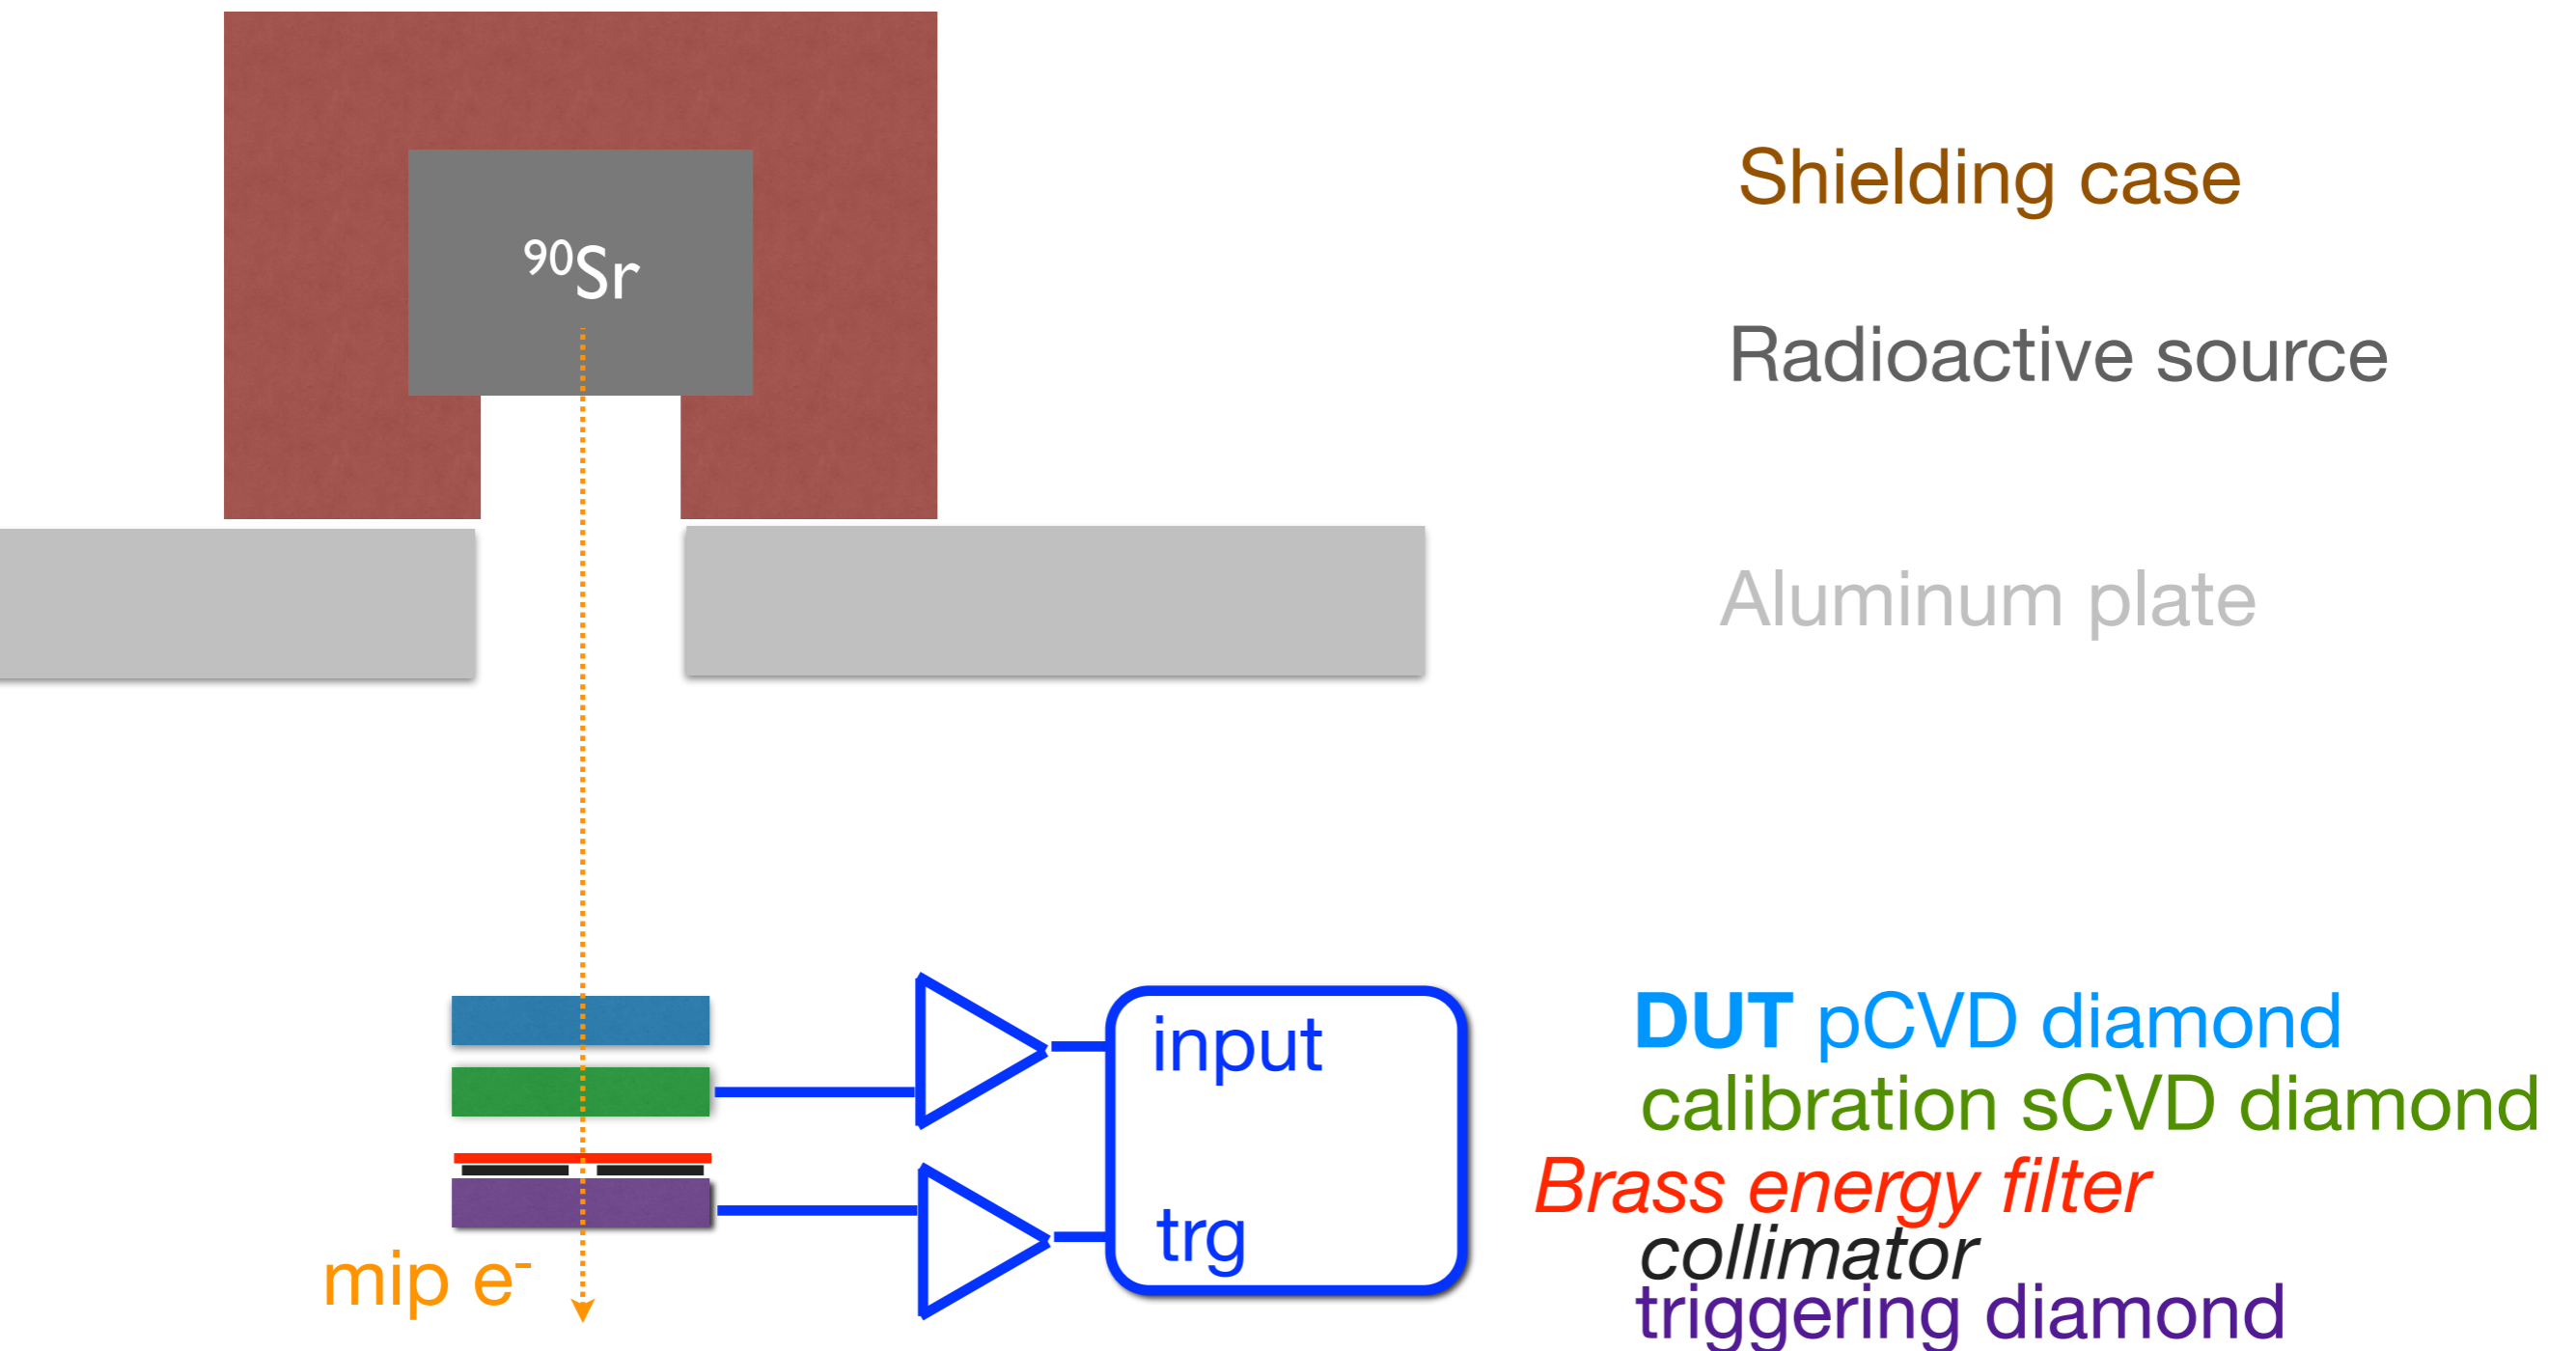 Shielding case
⁹⁰Sr
Radioactive source
Aluminum plate
DUT pCVD diamond
input
calibration sCVD diamond
Brass energy filter
trg
collimator
mip e⁻
triggering diamond